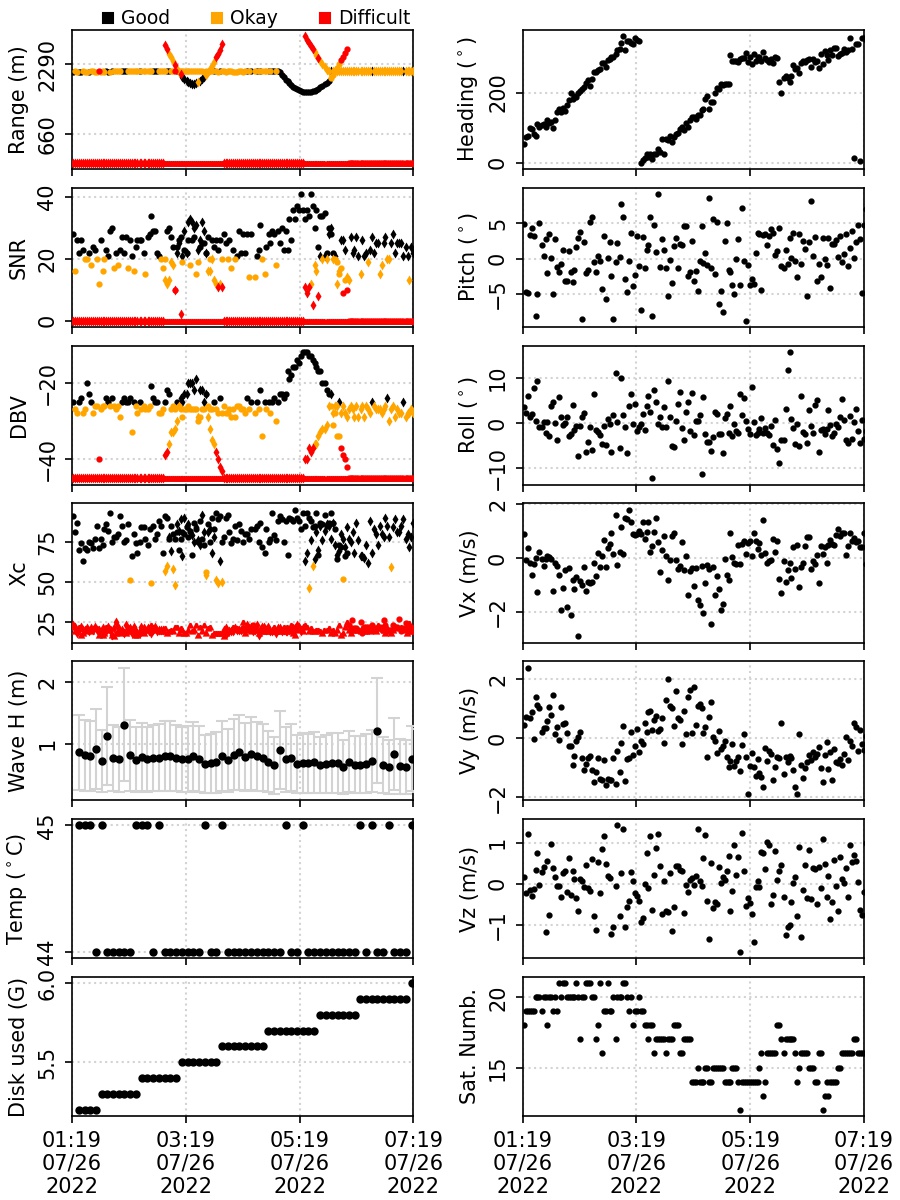 Good Okay Difficult
Range (m)
2290
660
Heading (°)
200
0
SNR
40
20
0
Pitch (°)
5
0
−5
DBV
−20
−40
Roll (°)
10
0
−10
Xc
75
50
25
Vx (m/s)
2
0
−2
Wave H (m)
2
1
Vy (m/s)
2
0
−2
Temp (°C)
45
44
Vz (m/s)
1
0
−1
Disk used (G)
6.0
5.5
Sat. Numb.
20
15
01:19 03:19 05:19 07:19
07/26 07/26 07/26 07/26
2022 2022 2022 2022
01:19 03:19 05:19 07:19
07/26 07/26 07/26 07/26
2022 2022 2022 2022